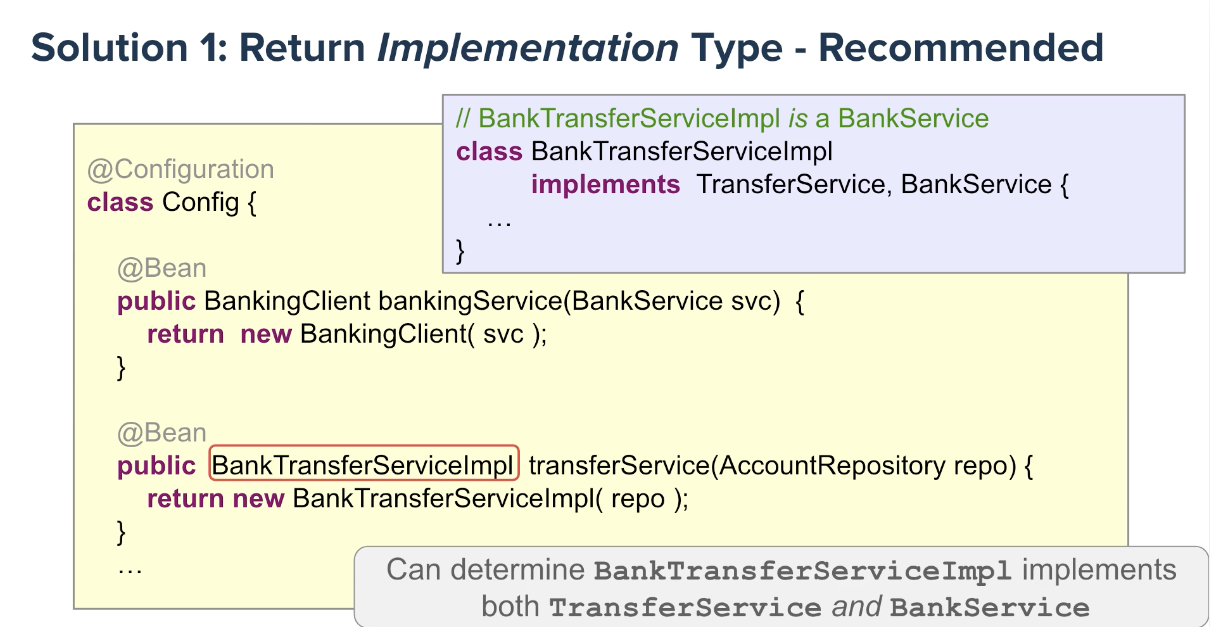 Solution 1: Return Implementation Type - Recommended
// BankTransferServiceImpl is a BankService
class BankTransferServiceImpl
implements TransferService, BankService {
…
}
@Configuration
class Config {
@Bean
public BankingClient bankingService(BankService svc) {
return new BankingClient( svc );
}
@Bean
public BankTransferServiceImpl transferService(AccountRepository repo) {
return new BankTransferServiceImpl( repo );
}
…
Can determine BankTransferServiceImpl implements
both TransferService and BankService